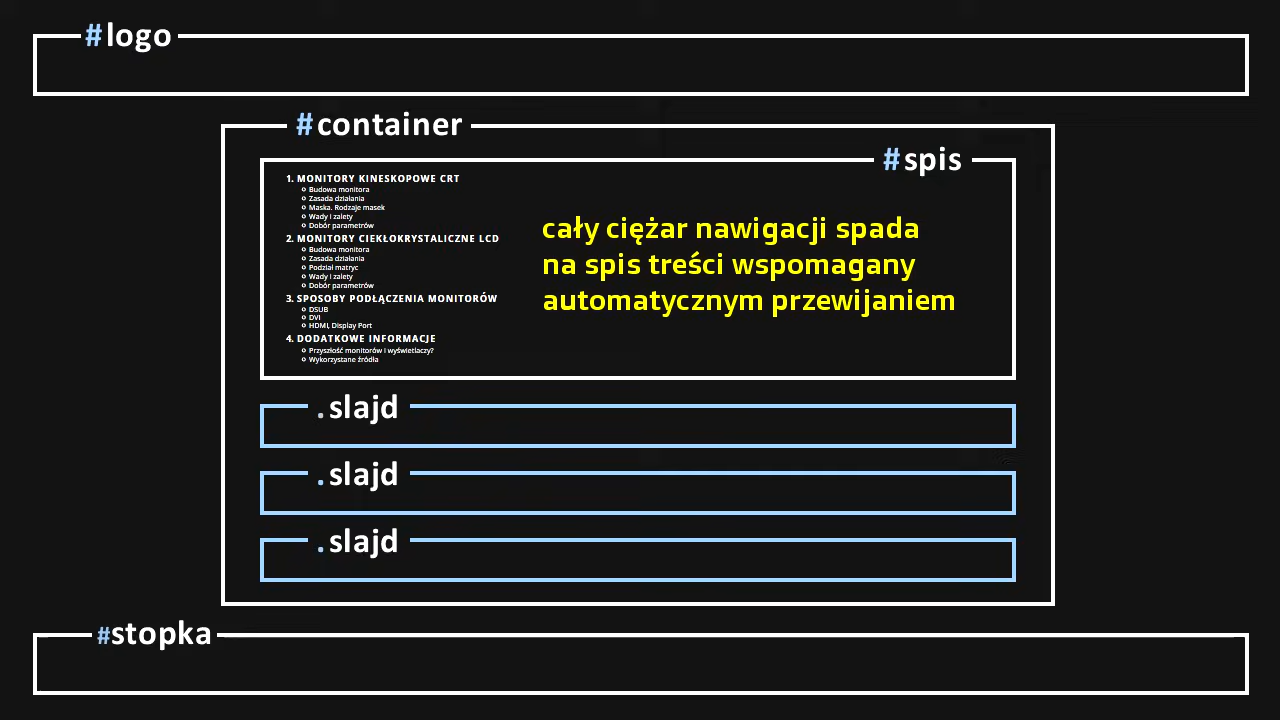 #logo
#container
#spis
1. MONITORY KINESKOPOWE CRT
Budowa monitora
Zasada działania
Maska. Rodzaje masek
Wady i zalety
Dobór parametrów
2. MONITORY CIEKŁOKRYSTALICZNE LCD
Budowa monitora
Zasada działania
Podział matryc
Wady i zalety
Dobór parametrów
3. SPOSOBY PODŁĄCZENIA MONITORÓW
DSUB
DVI
HDMI, Display Port
4. DODATKOWE INFORMACJE
Przyszłość monitorów i wyświetlaczy?
Wykorzystane źródła
cały ciężar nawigacji spada
na spis treści wspomagany
automatycznym przewijaniem
.slajd
.slajd
.slajd
#stopka